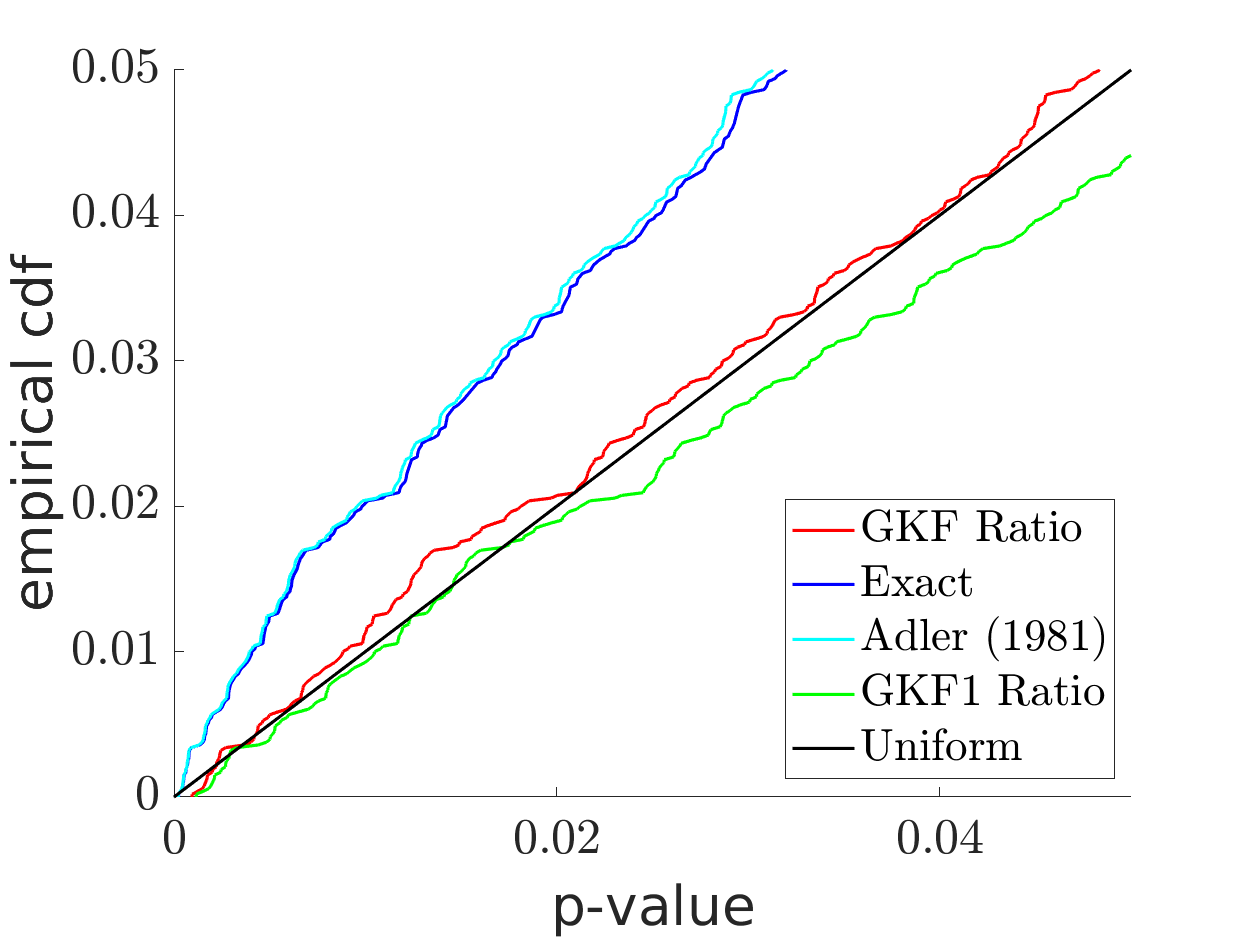 0.05
0.04
0.03
0.02
0.01
0
empirical cdf
GKF Ratio
Exact
Adler (1981)
GKF1 Ratio
Uniform
0
0.02
0.04
p-value